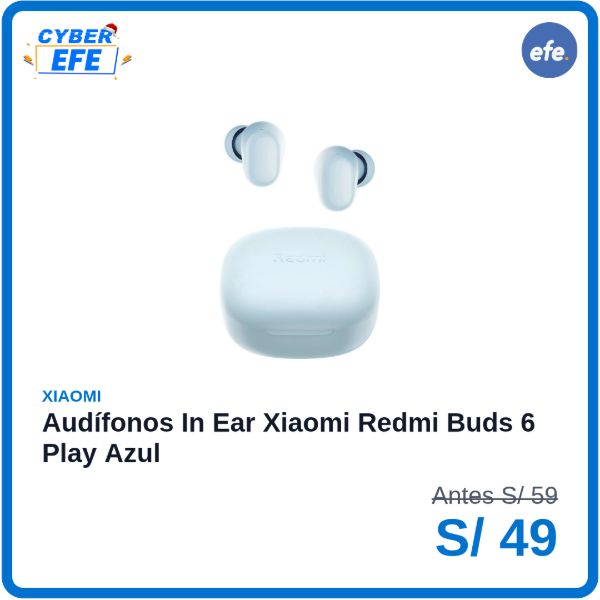 CYBER
EFE
efe.
Redmi
XIAOMI
Audífonos In Ear Xiaomi Redmi Buds 6
Play Azul
Antes S/ 59
S/ 49